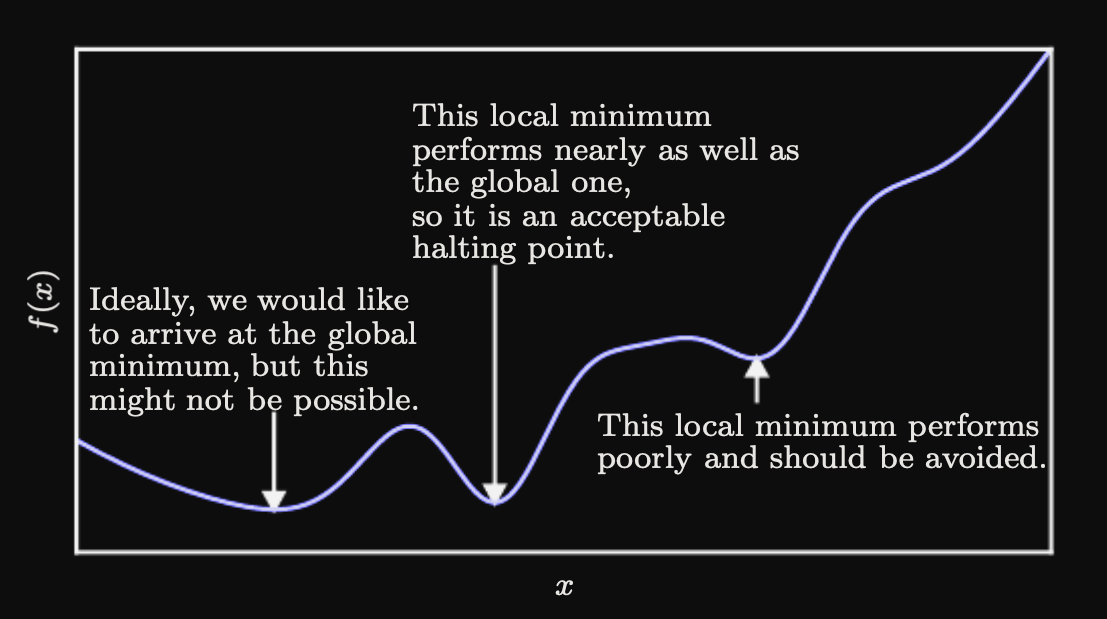 This local minimum
performs nearly as well as
the global one,
so it is an acceptable
halting point.
Ideally, we would like
to arrive at the global
minimum, but this
might not be possible.
This local minimum performs
poorly and should be avoided.
f(x)
x